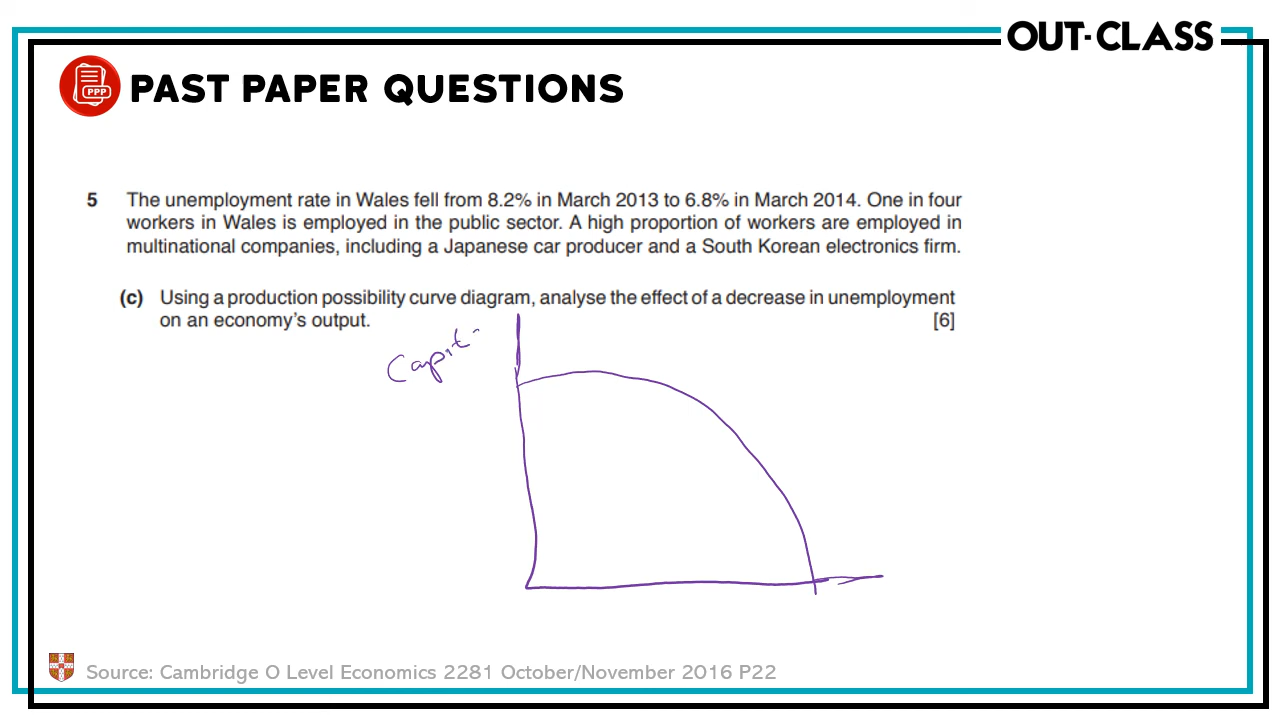 OUT-CLASS
PPP
PAST PAPER QUESTIONS
5 The unemployment rate in Wales fell from 8.2% in March 2013 to 6.8% in March 2014. One in four
workers in Wales is employed in the public sector. A high proportion of workers are employed in
multinational companies, including a Japanese car producer and a South Korean electronics firm.
(c) Using a production possibility curve diagram, analyse the effect of a decrease in unemployment
on an economy's output. [6]
Capit
Source: Cambridge O Level Economics 2281 October/November 2016 P22